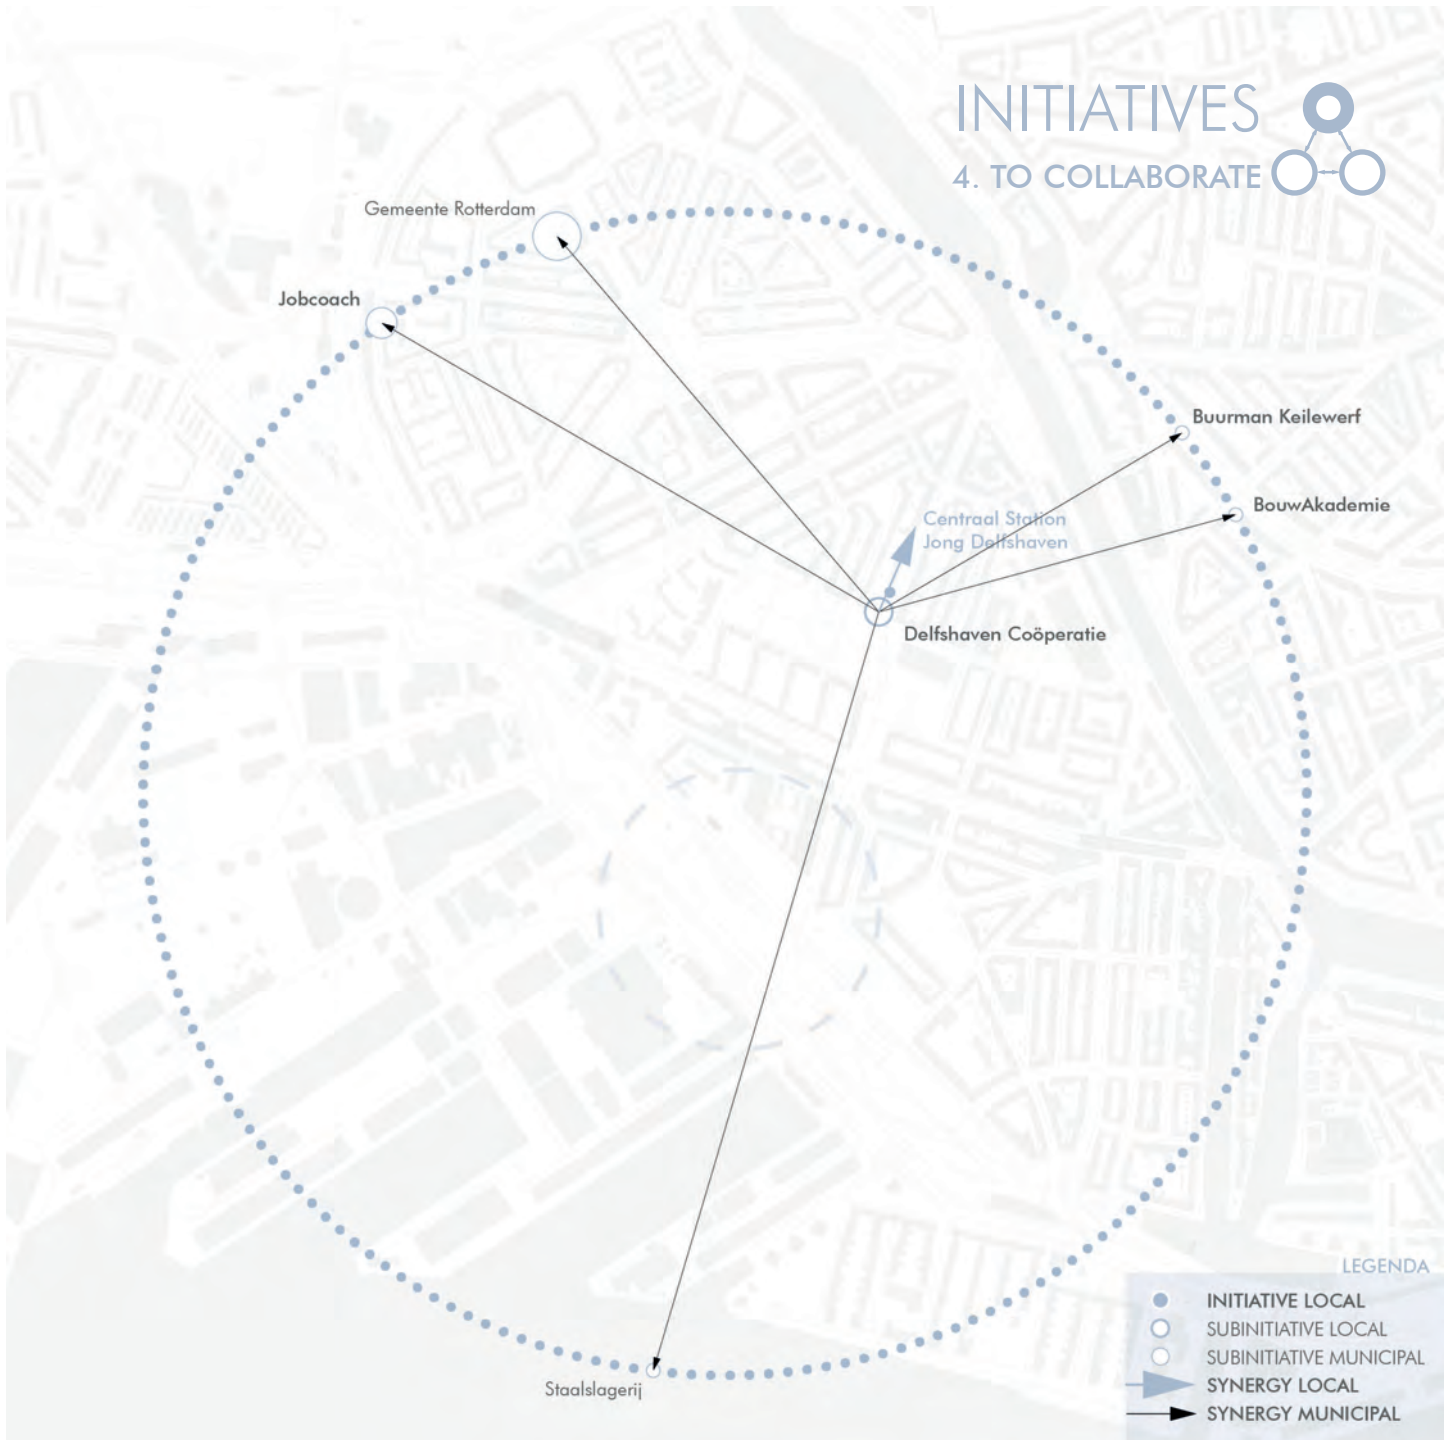 INITIATIVES
4. TO COLLABORATE
Gemeente Rotterdam
Jobcoach
Buurman Keilewerf
BouwAkademie
Centraal Station
Jong Delfshaven
Delfshaven Coöperatie
Staalslagerij
LEGENDA
INITIATIVE LOCAL
SUBINITIATIVE LOCAL
SUBINITIATIVE MUNICIPAL
SYNERGY LOCAL
SYNERGY MUNICIPAL